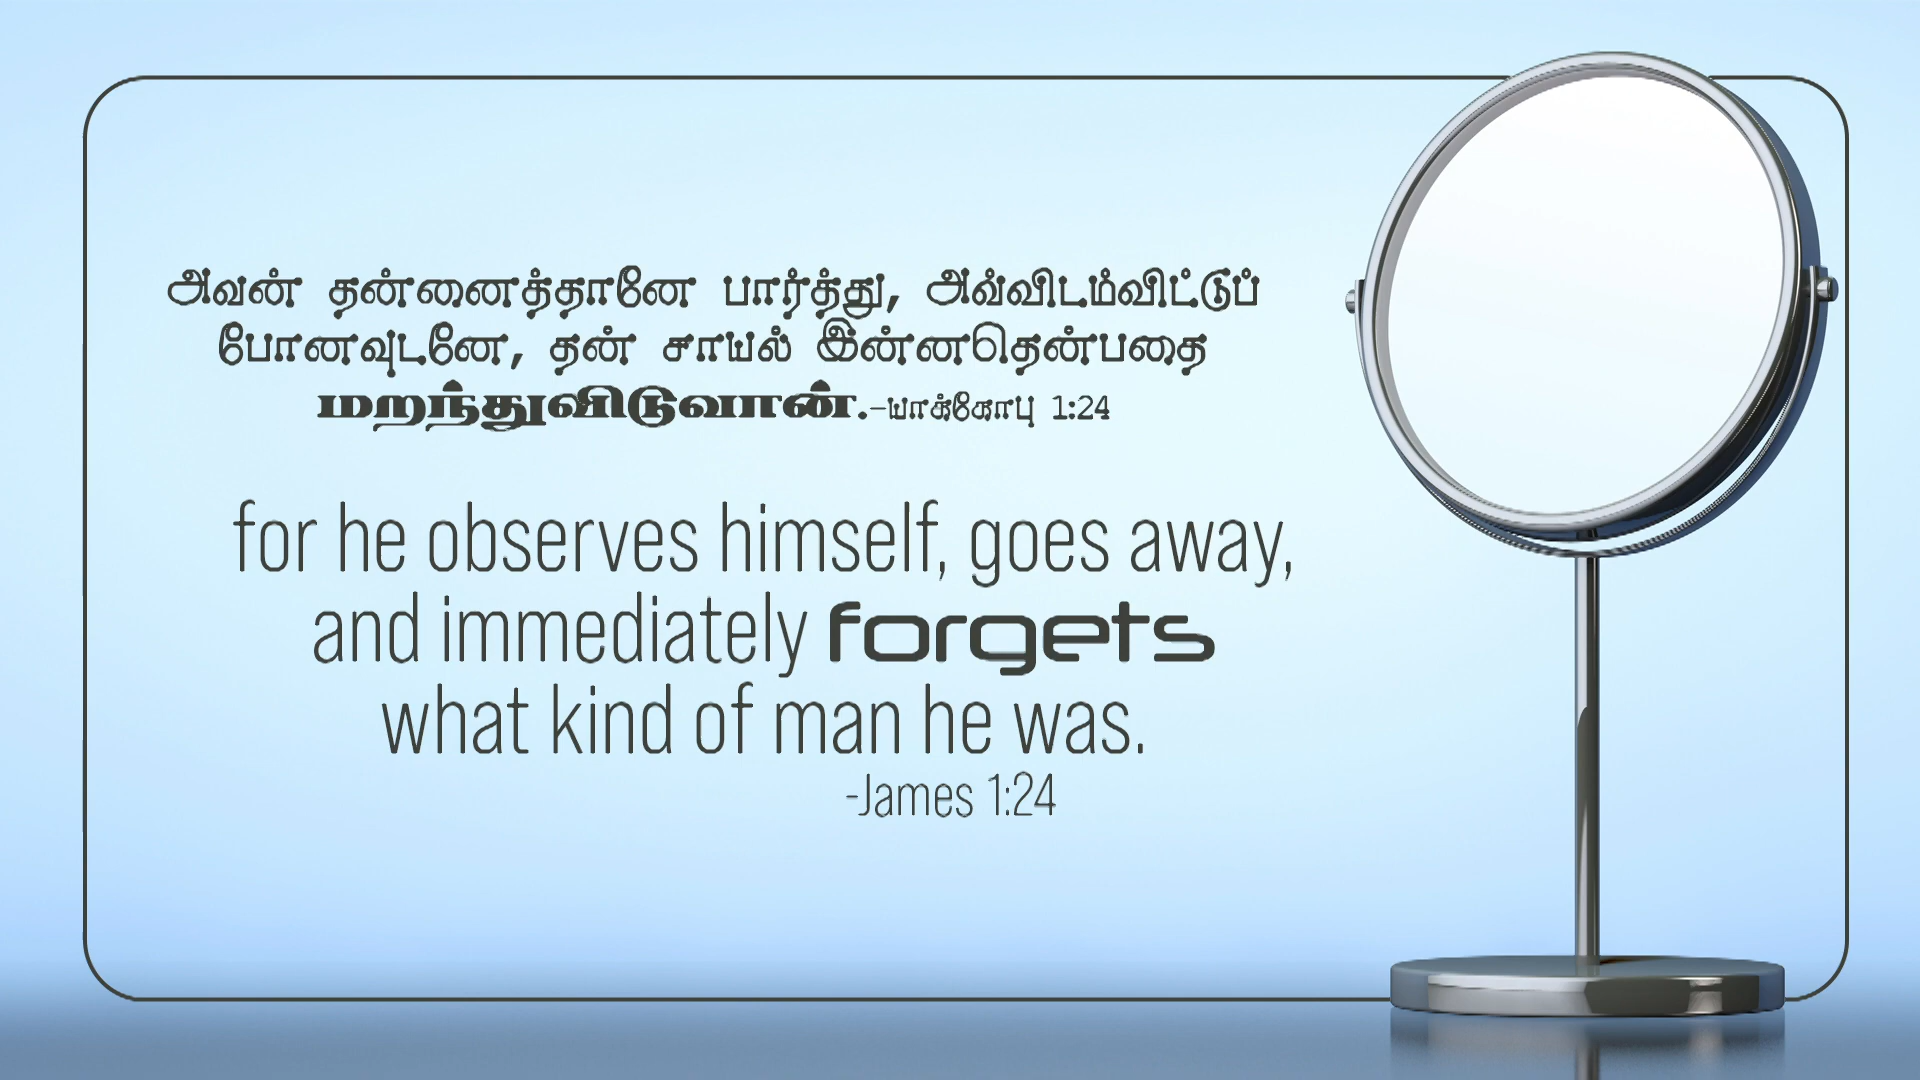 அவன் தன்னைத்தானே பார்த்து, அவ்விடம்விட்டுப்
போனவுடனே, தன் சாயல் இன்னதென்பதை
மறந்துவிடுவான்.-யாக்கோபு 1:24
for he observes himself, goes away,
and immediately forgets
what kind of man he was.
-James 1:24